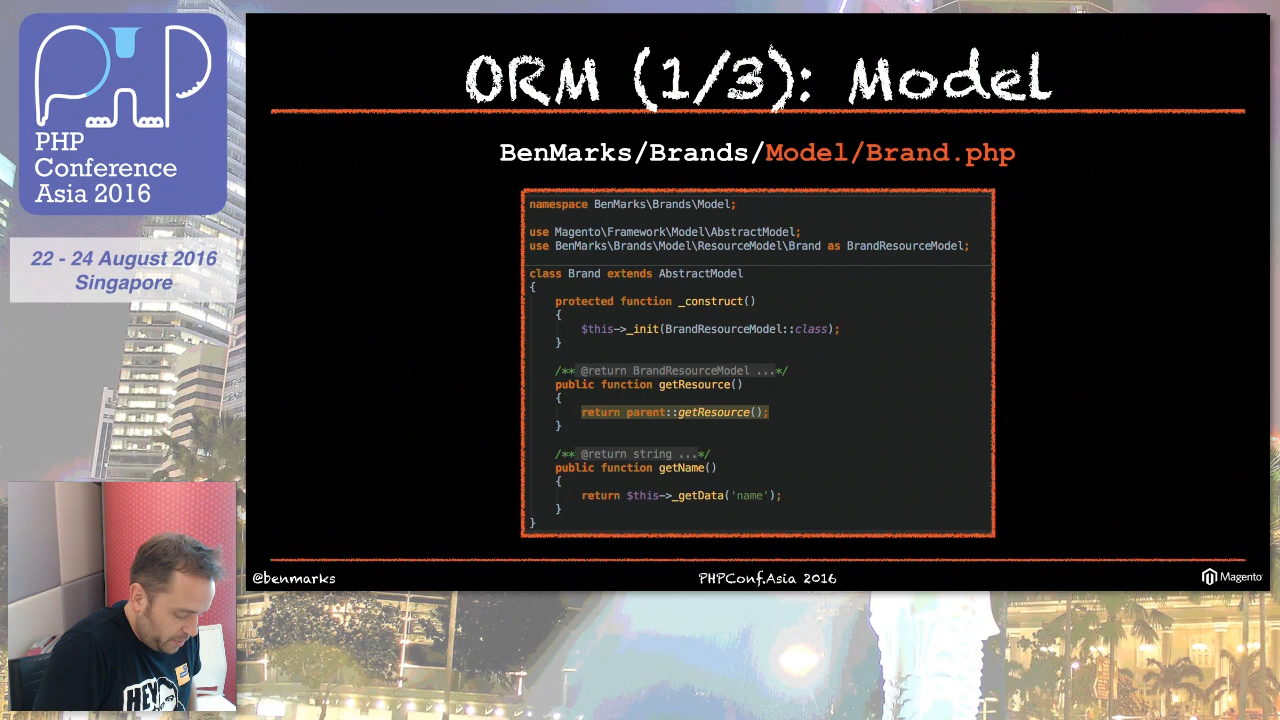 PHP
PHP
Conference
Asia 2016
22 - 24 August 2016
Singapore
ORM (1/3): Model
BenMarks/Brands/Model/Brand.php
namespace BenMarks\Brands\Model;
use Magento\Framework\Model\AbstractModel;
use BenMarks\Brands\Model\ResourceModel\Brand as BrandResourceModel;
class Brand extends AbstractModel
{
    protected function _construct()
    {
        $this->_init(BrandResourceModel::class);
    }
    /** @return BrandResourceModel ...*/
    public function getResource()
    {
        return parent::getResource();
    }
    /** @return string ...*/
    public function getName()
    {
        return $this->_getData('name');
    }
}
@benmarks
PHPConf.Asia 2016
Magento
HEY